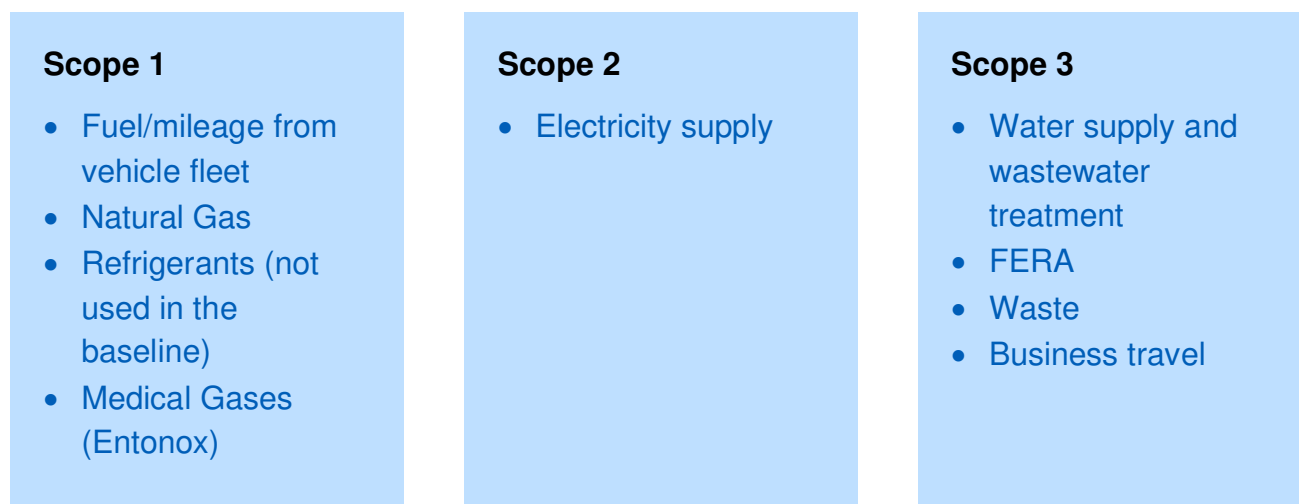 Scope 1
• Fuel/mileage from
vehicle fleet
• Natural Gas
• Refrigerants (not
used in the
baseline)
• Medical Gases
(Entonox)
Scope 2
• Electricity supply
Scope 3
• Water supply and
wastewater
treatment
• FERA
• Waste
• Business travel